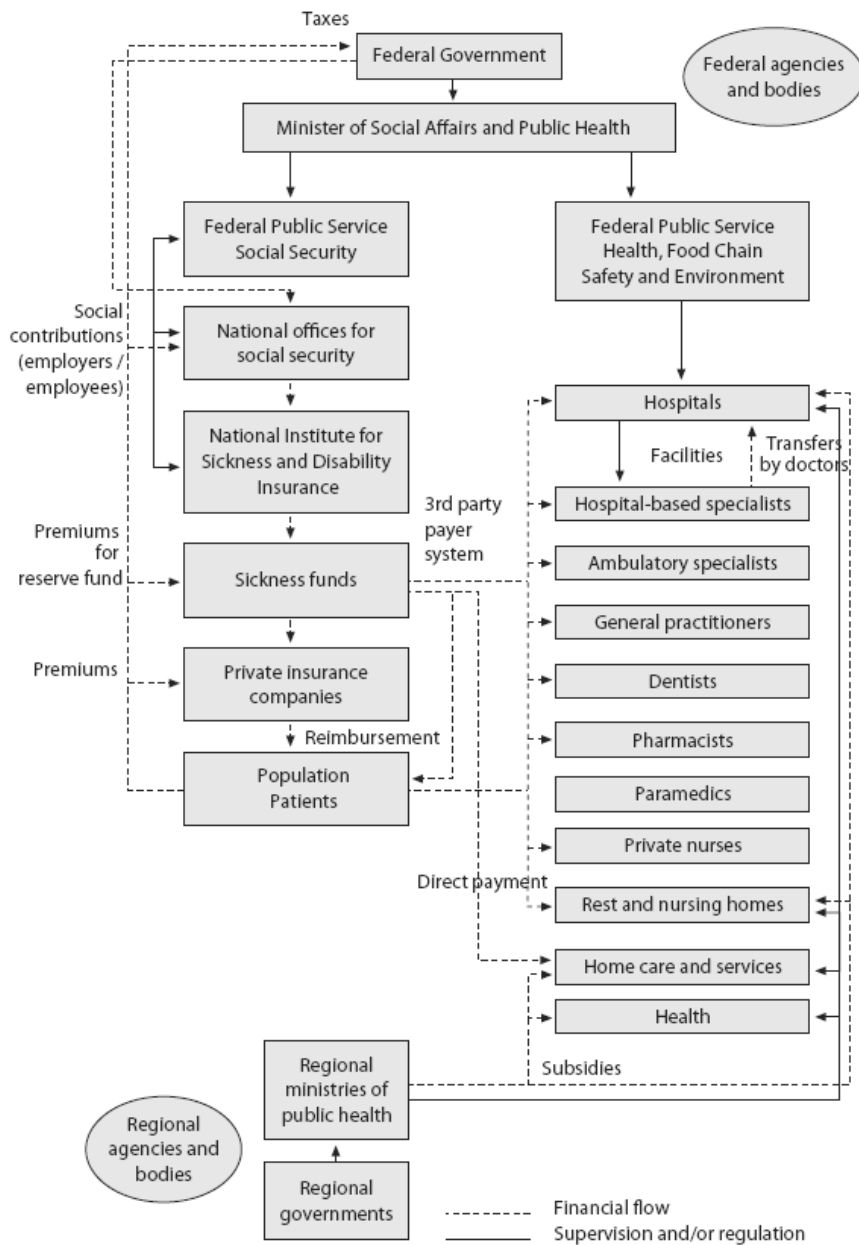 Taxes
Federal Government
Federal agencies
and bodies
Minister of Social Affairs and Public Health
Federal Public Service
Social Security
Federal Public Service
Health, Food Chain
Safety and Environment
Social
contributions
(employers /
employees)
National offices for
social security
National Institute for
Sickness and Disability
Insurance
Hospitals
Facilities
Transfers
by doctors
Hospital-based specialists
3rd party
payer
system
Premiums
for
reserve fund
Sickness funds
Ambulatory specialists
General practitioners
Premiums
Private insurance
companies
Dentists
Reimbursement
Pharmacists
Population
Patients
Paramedics
Private nurses
Direct payment
Rest and nursing homes
Home care and services
Health
Subsidies
Regional
ministries of
public health
Regional
agencies and
bodies
Regional
governments
Financial flow
Supervision and/or regulation